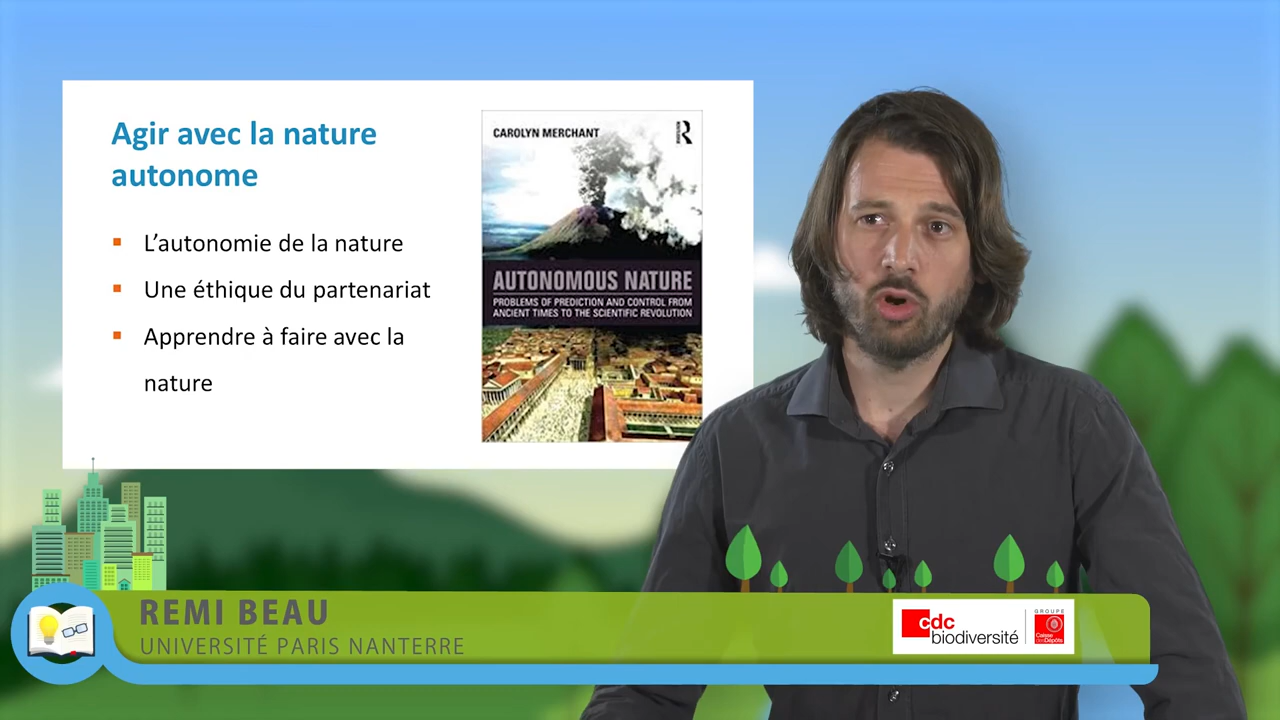 Agir avec la nature
autonome
L’autonomie de la nature
Une éthique du partenariat
Apprendre à faire avec la
nature
CAROLYN MERCHANT
R
AUTONOMOUS NATURE
PROBLEMS OF PREDICTION AND CONTROL FROM
ANCIENT TIMES TO THE SCIENTIFIC REVOLUTION
REMI BEAU
UNIVERSITÉ PARIS NANTERRE
cdc
biodiversité
GROUPE
Caisse
desDépôts